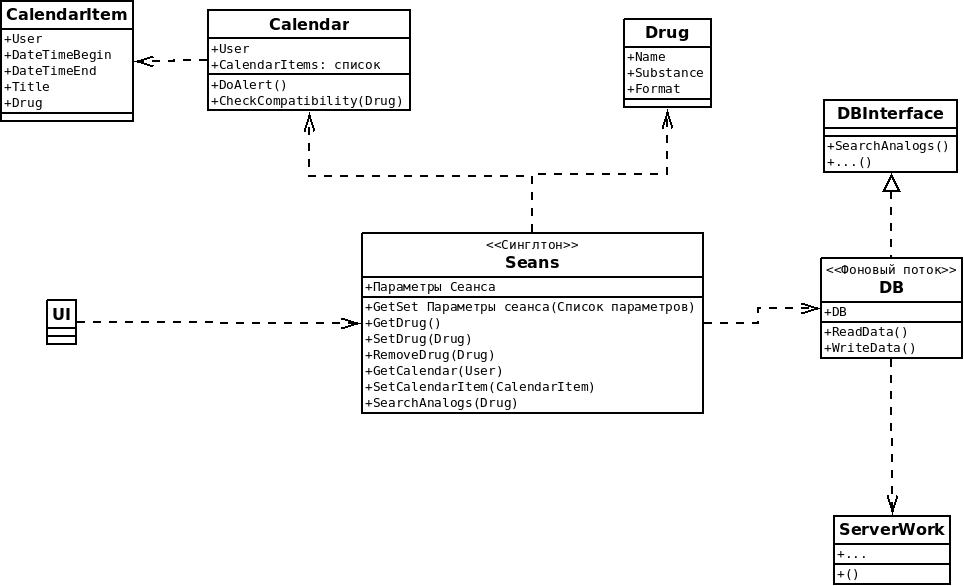 CalendarItem
+User
+DateTimeBegin
+DateTimeEnd
+Title
+Drug
Calendar
+User
+CalendarItems: список
+DoAlert()
+CheckCompatibility(Drug)
Drug
+Name
+Substance
+Format
DBInterface
+SearchAnalogs()
+...()
<<Синглтон>>
Seans
+Параметры Сеанса
+GetSet Параметры сеанса(Список параметров)
+GetDrug()
+SetDrug(Drug)
+RemoveDrug(Drug)
+GetCalendar(User)
+SetCalendarItem(CalendarItem)
+SearchAnalogs(Drug)
<<Фоновый поток>>
DB
+DB
+ReadData()
+WriteData()
UI
ServerWork
+...
+()